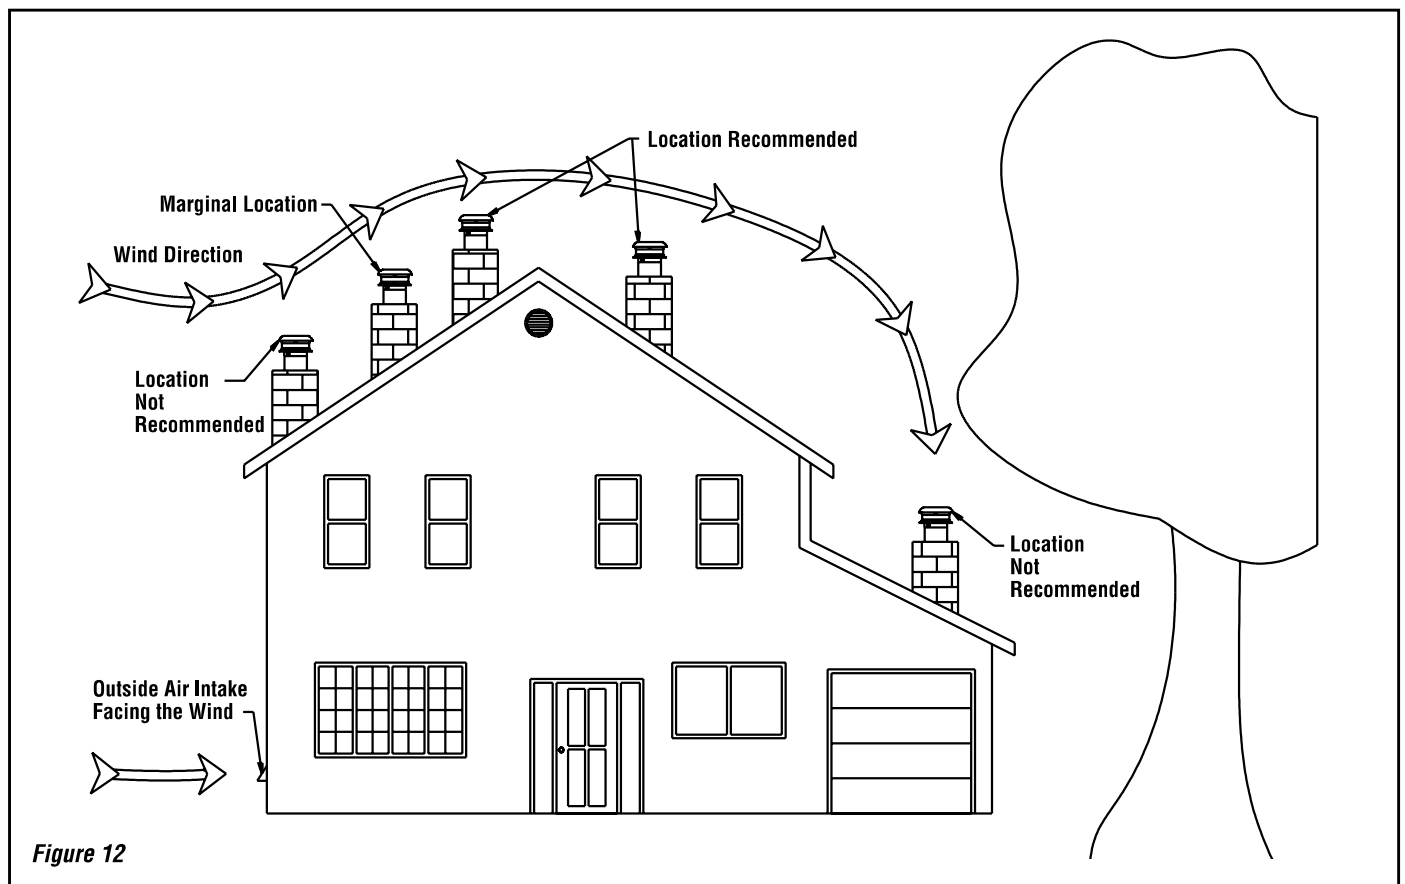 Location Recommended
Marginal Location
Wind Direction
Location
Not
Recommended
Location
Not
Recommended
Outside Air Intake
Facing the Wind
Figure 12